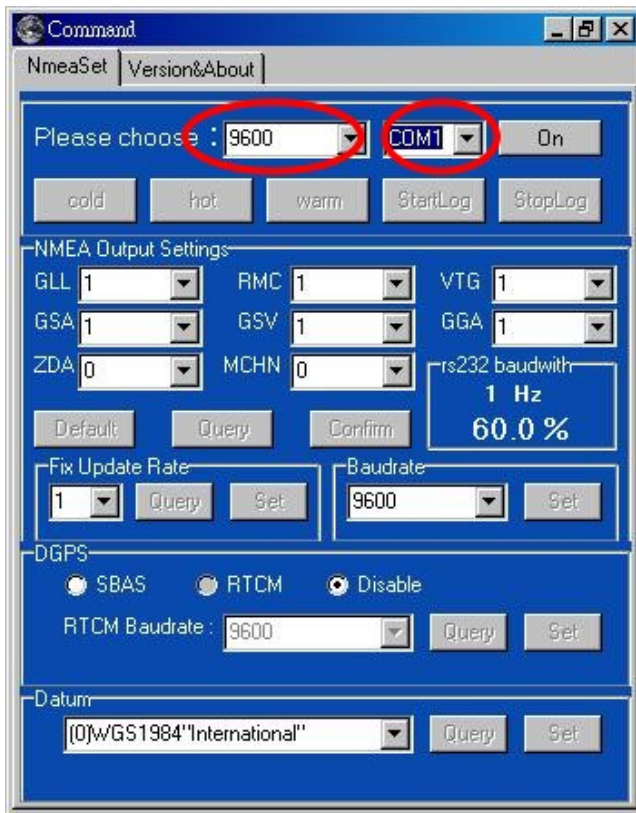 Command
NmeaSet Version&About
Please choose : 9600 COM1 On
cold hot warm StartLog StopLog
NMEA Output Settings
GLL 1 RMC 1 VTG 1
GSA 1 GSV 1 GGA 1
ZDA 0 MCHN 0 rs232 baudwith
1 Hz
Default Query Confirm 60.0 %
Fix Update Rate Baudrate
1 Query Set 9600 Set
DGPS
SBAS RTCM Disable
RTCM Baudrate : 9600 Query Set
Datum
(0)WGS1984"International" Query Set